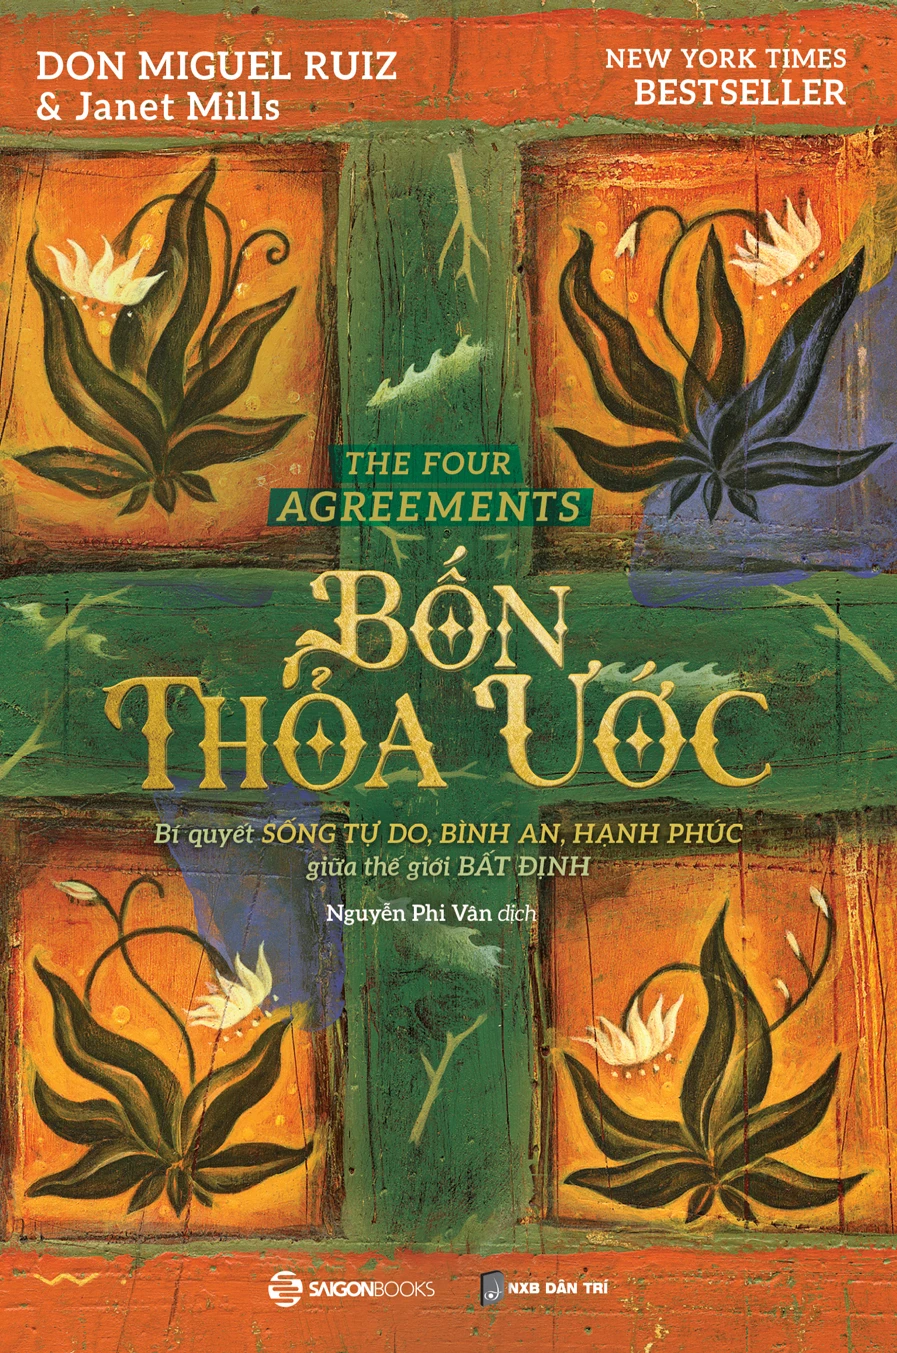 DON MIGUEL RUIZ
& Janet Mills
NEW YORK TIMES
BESTSELLER
THE FOUR
AGREEMENTS
BỐN
THỎA ƯỚC
Bí quyết SỐNG TỰ DO, BÌNH AN, HẠNH PHÚC
giữa thế giới BẤT ĐỊNH
Nguyễn Phi Vân dịch
SAIGONBOOKS
NXB DÂN TRÍ